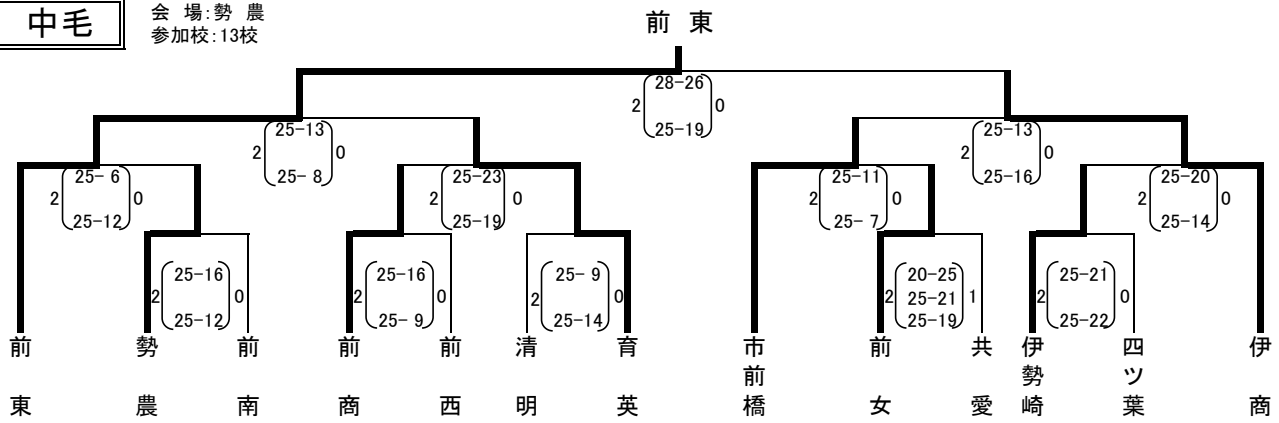 中毛
会 場:勢 農
参加校:13校
前 東
28-26
2 0
25-19
25-13
2 0
25- 8
25-13
2 0
25-16
25- 6
2 0
25-12
25-23
2 0
25-19
25-11
2 0
25- 7
25-20
2 0
25-14
25-16
2 0
25-12
25-16
2 0
25- 9
25- 9
2 0
25-14
20-25
2 25-21 1
25-19
25-21
2 0
25-22
前東
勢農
前南
前商
前西
清明
育英
市前橋
前女
共愛
伊勢崎
四ツ葉
伊商